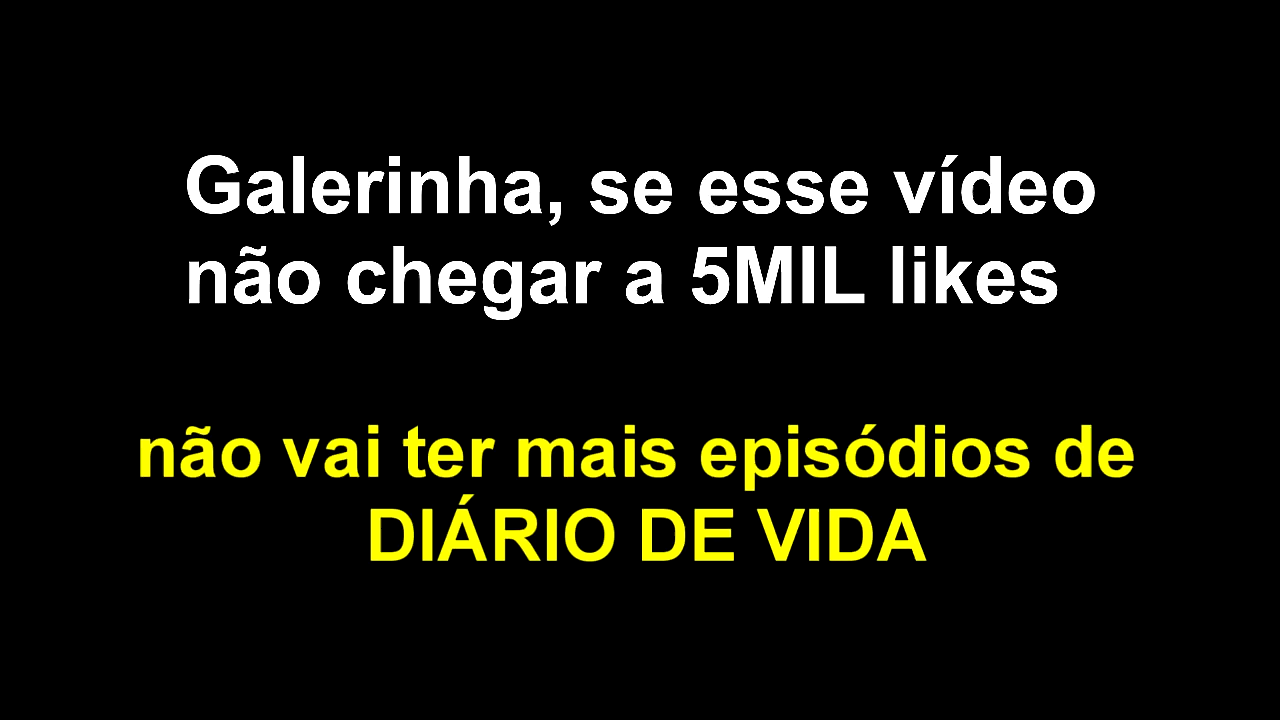 Galerinha, se esse vídeo
não chegar a 5MIL likes
não vai ter mais episódios de
DIÁRIO DE VIDA